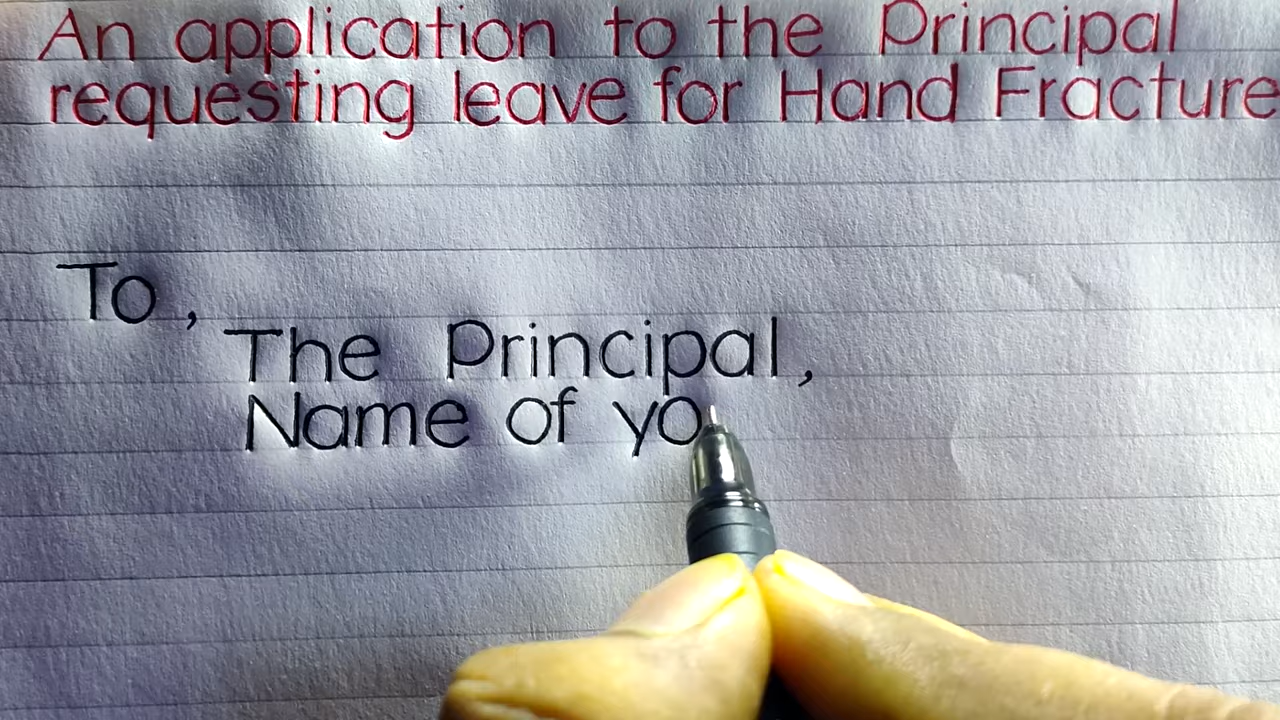 An application to the Principal
requesting leave for Hand Fracture
To,
The Principal,
Name of yo